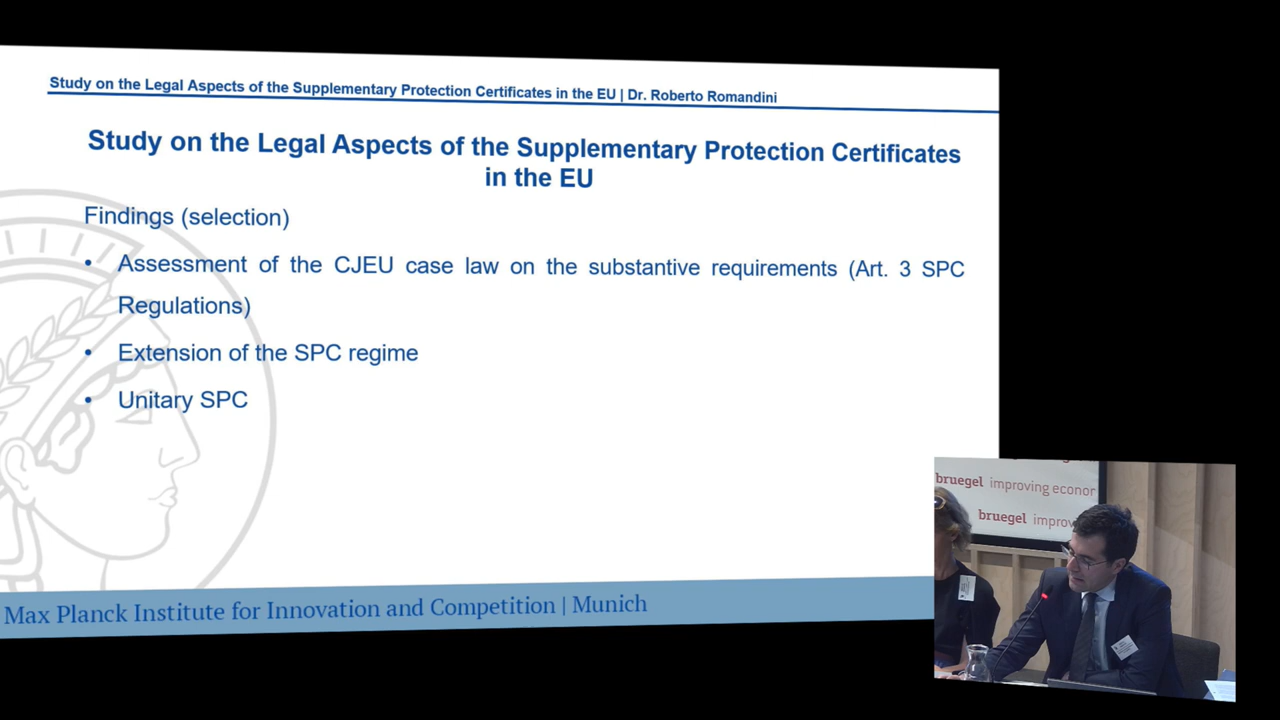 Study on the Legal Aspects of the Supplementary Protection Certificates in the EU | Dr. Roberto Romandini
Study on the Legal Aspects of the Supplementary Protection Certificates
in the EU
Findings (selection)
• Assessment of the CJEU case law on the substantive requirements (Art. 3 SPC
Regulations)
• Extension of the SPC regime
• Unitary SPC
Max Planck Institute for Innovation and Competition | Munich
bruegel improving econor
bruegel improv